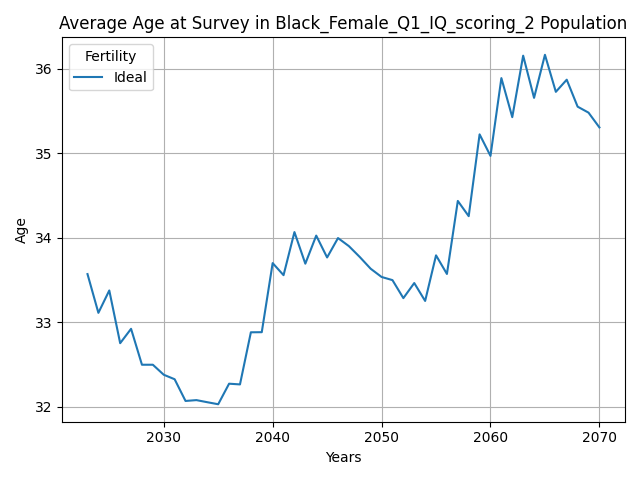 Average Age at Survey in Black_Female_Q1_IQ_scoring_2 Population
Fertility
Ideal
Age
36
35
34
33
32
2030 2040 2050 2060 2070
Years